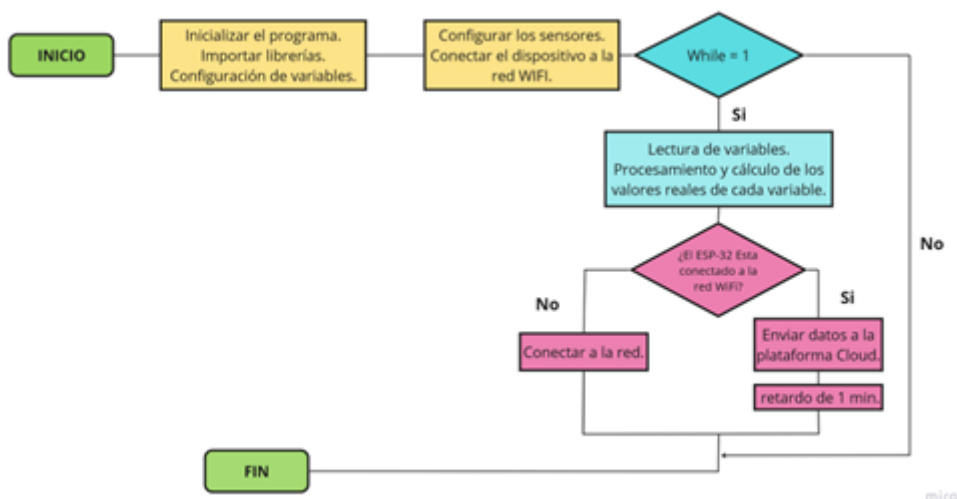 INICIO
Inicializar el programa.
Importar librerías.
Configuración de variables.
Configurar los sensores.
Conectar el dispositivo a la
red WIFI.
While = 1
Si
Lectura de variables.
Procesamiento y cálculo de los
valores reales de cada variable.
No
¿El ESP-32 Esta
conectado a la
red WiFi?
No
Si
Conectar a la red.
Enviar datos a la
plataforma Cloud.
retardo de 1 min.
FIN
miro